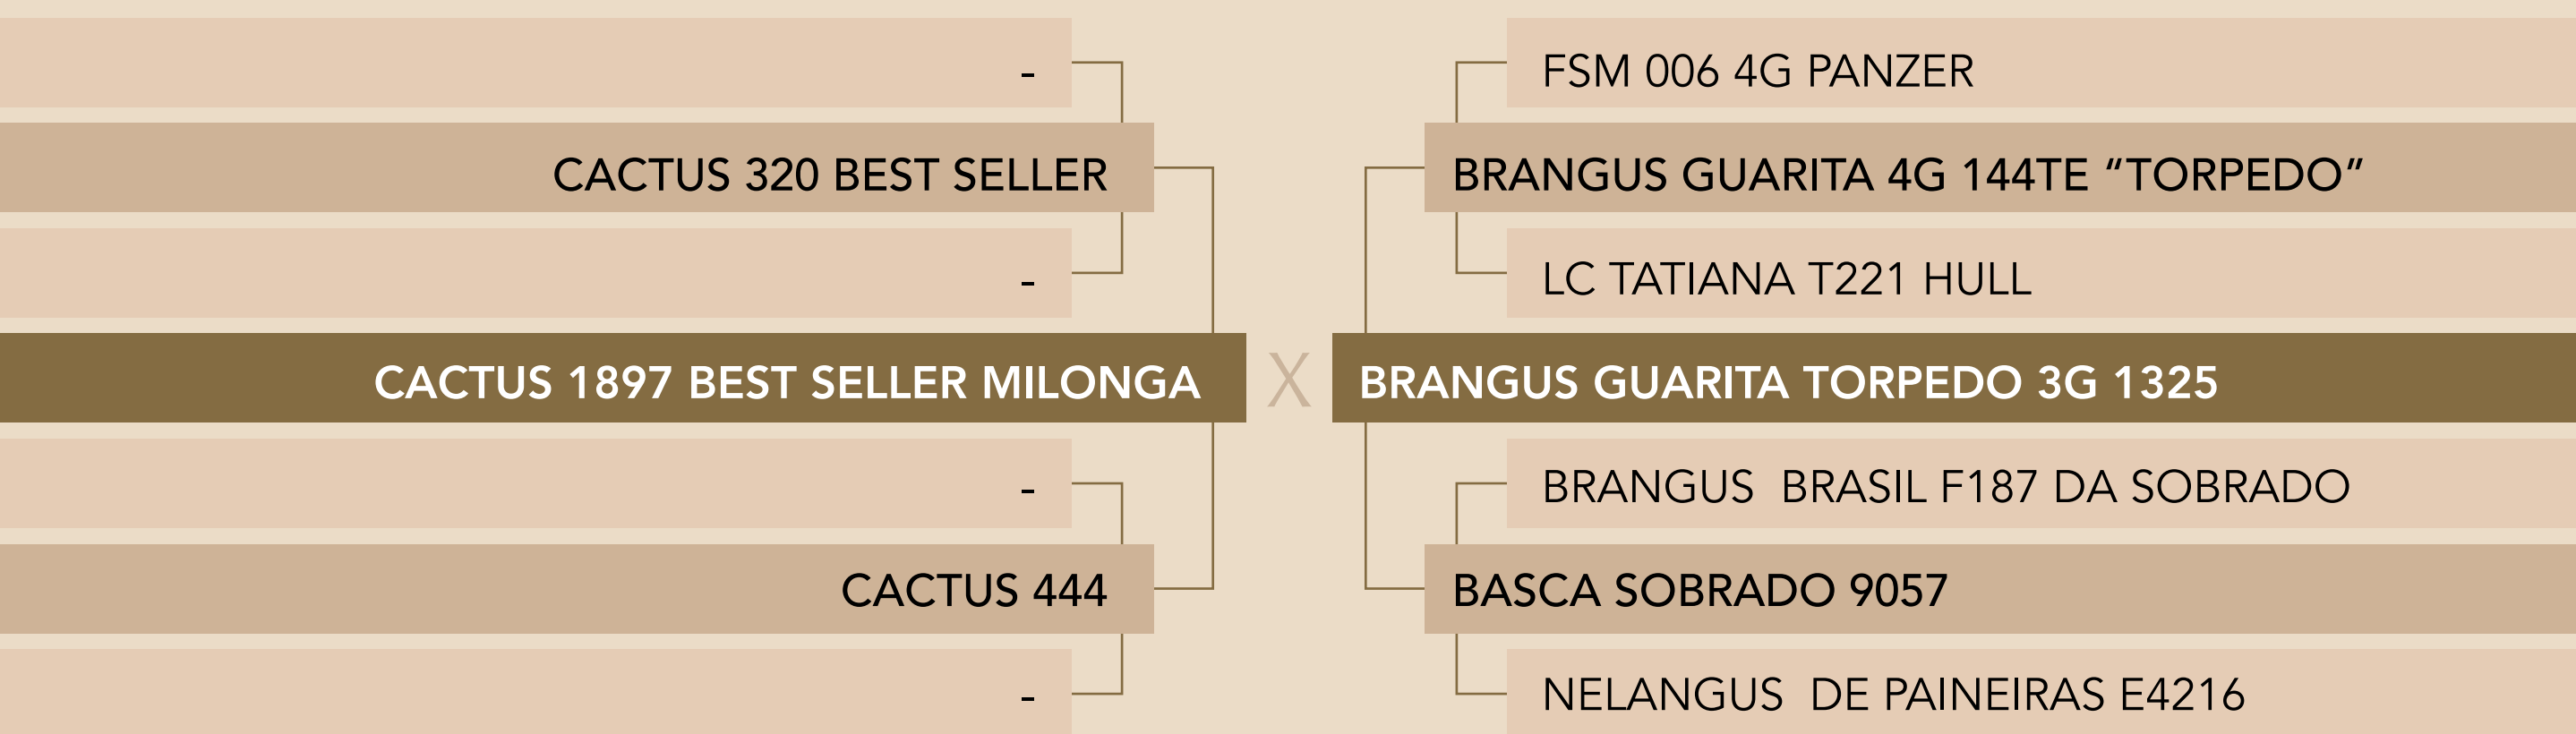 -
CACTUS 320 BEST SELLER
-
CACTUS 1897 BEST SELLER MILONGA
-
CACTUS 444
-
X
FSM 006 4G PANZER
BRANGUS GUARITA 4G 144TE “TORPEDO”
LC TATIANA T221 HULL
BRANGUS GUARITA TORPEDO 3G 1325
BRANGUS BRASIL F187 DA SOBRADO
BASCA SOBRADO 9057
NELANGUS DE PAINEIRAS E4216